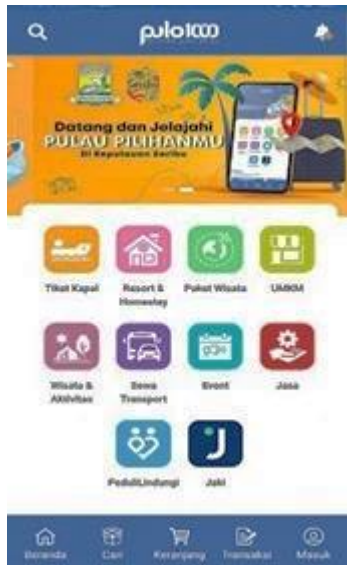 pulo1000
Datang dan Jelajahi
PULAU PILIHANMU
Di Kepulauan Seribu
Tiket Kapal
Resort &
Homestay
Paket Wisata
UMKM
Wisata &
Aktivitas
Sewa
Transport
Event
Jasa
PeduliLindungi
Jaki
Beranda
Cari
Keranjang
Transaksi
Masuk